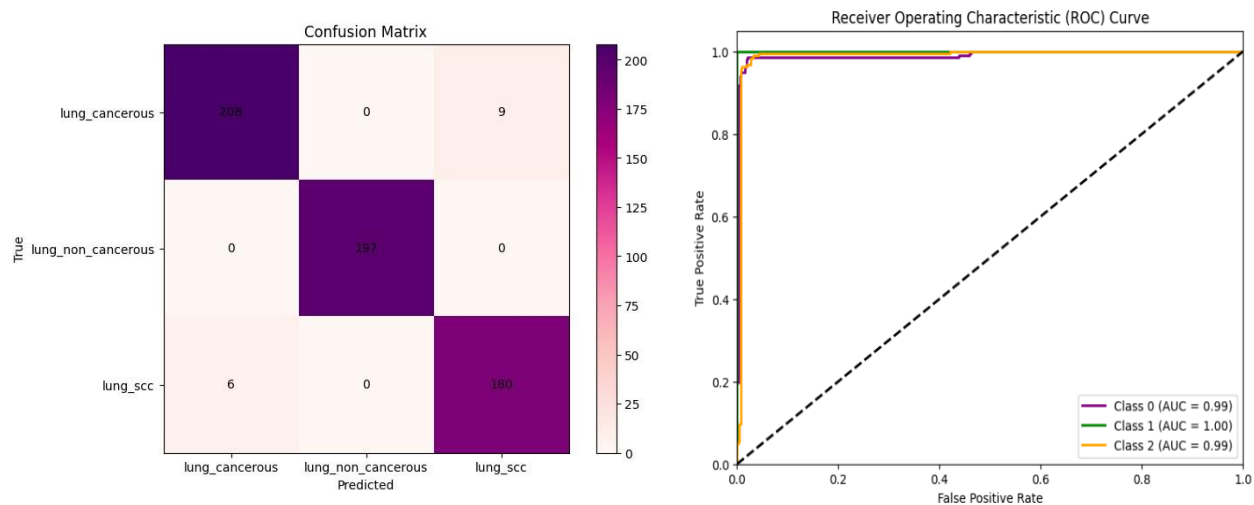 Confusion Matrix
True
lung_cancerous
208 0 9
lung_non_cancerous
0 197 0
lung_scc
6 0 180
lung_cancerous lung_non_cancerous lung_scc
Predicted
200
175
150
125
100
75
50
25
0
Receiver Operating Characteristic (ROC) Curve
True Positive Rate
1.0
0.8
0.6
0.4
0.2
0.0
Class 0 (AUC = 0.99)
Class 1 (AUC = 1.00)
Class 2 (AUC = 0.99)
0.0 0.2 0.4 0.6 0.8 1.0
False Positive Rate